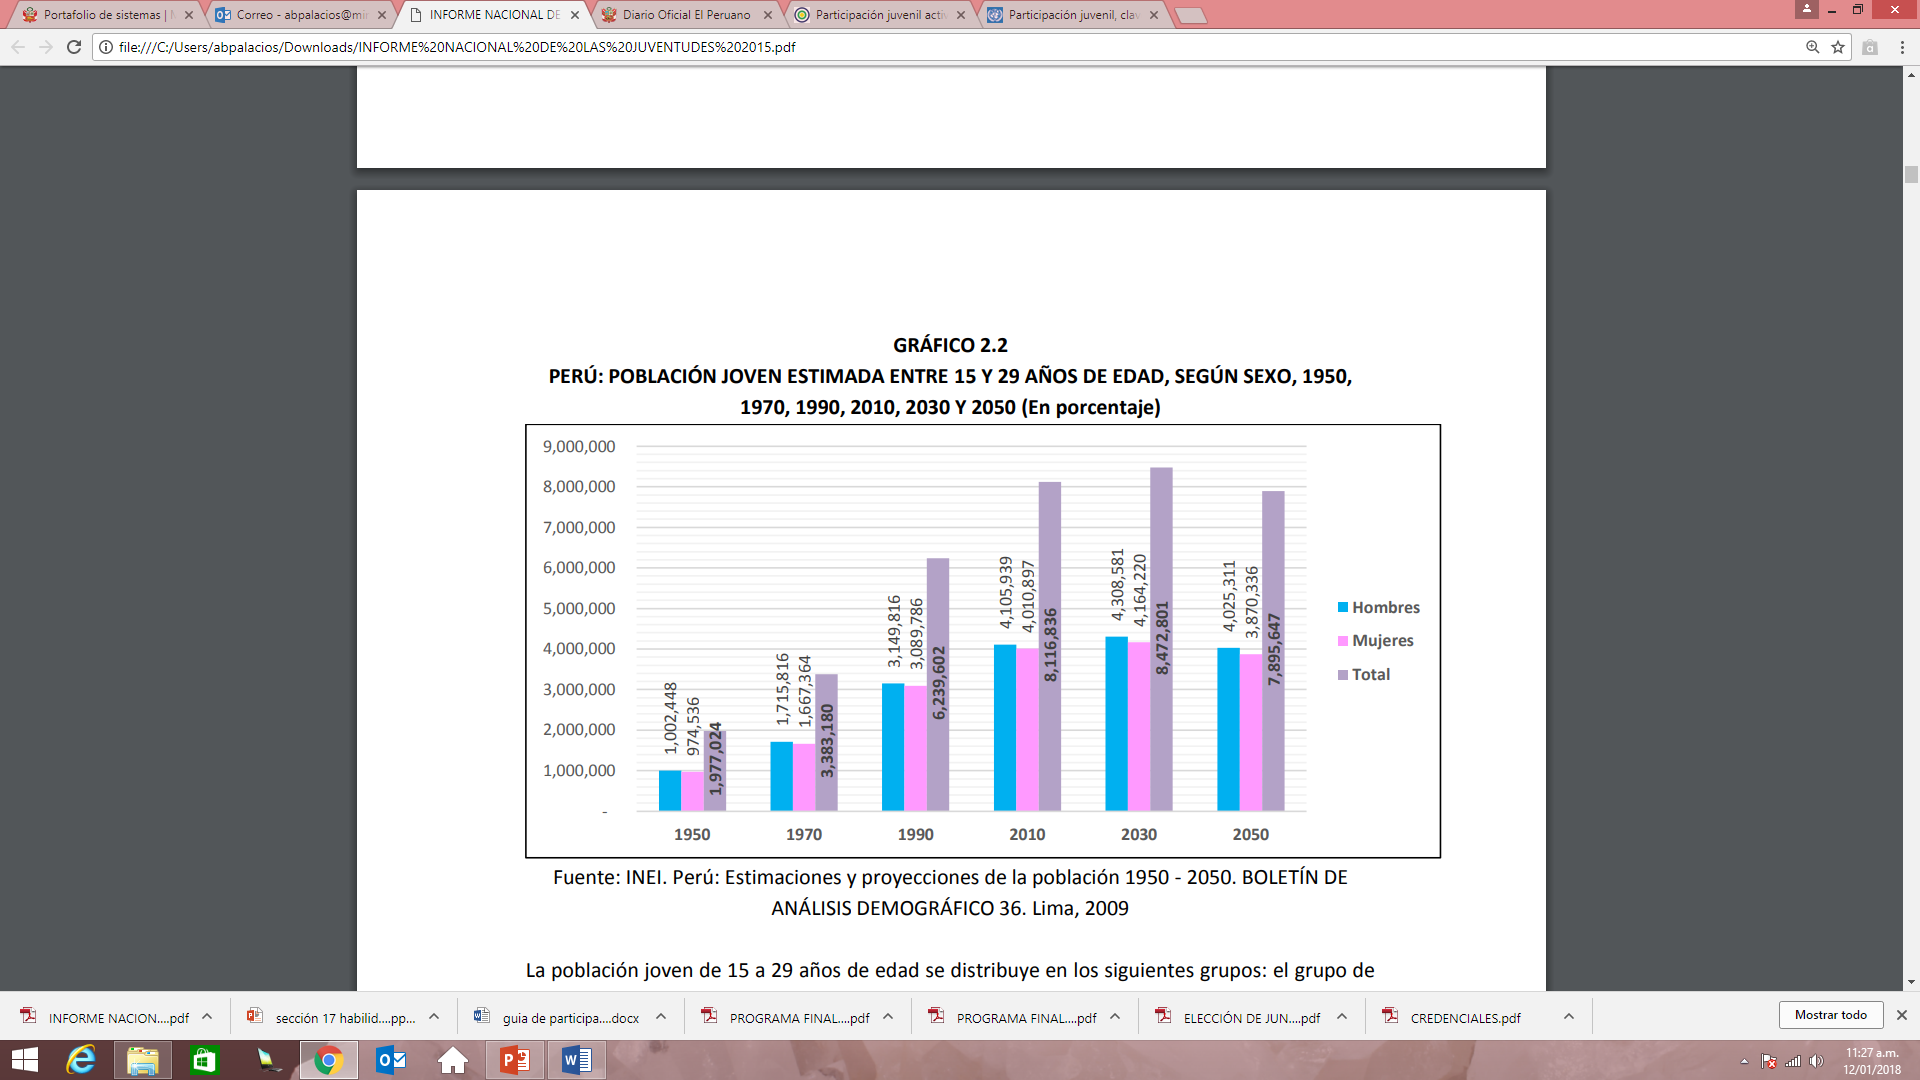 Portafolio de sistemas |
Correo - abpalacios@mi
INFORME NACIONAL DE
Diario Oficial El Peruano
Participación juvenil acti
Participación juvenil, cla
file:///C:/Users/abpalacios/Downloads/INFORME%20NACIONAL%20DE%20LAS%20JUVENTUDES%202015.pdf
GRÁFICO 2.2
PERÚ: POBLACIÓN JOVEN ESTIMADA ENTRE 15 Y 29 AÑOS DE EDAD, SEGÚN SEXO, 1950,
1970, 1990, 2010, 2030 Y 2050 (En porcentaje)
9,000,000
8,000,000
7,000,000
6,000,000
5,000,000
4,000,000
3,000,000
2,000,000
1,000,000
-
1,002,448
974,536
1,977,024
1,715,816
1,667,364
3,383,180
3,149,816
3,089,786
6,239,602
4,105,939
4,010,897
8,116,836
4,308,581
4,164,220
8,472,801
4,025,311
3,870,336
7,895,647
1950 1970 1990 2010 2030 2050
Hombres
Mujeres
Total
Fuente: INEI. Perú: Estimaciones y proyecciones de la población 1950 - 2050. BOLETÍN DE
ANÁLISIS DEMOGRÁFICO 36. Lima, 2009
La población joven de 15 a 29 años de edad se distribuye en los siguientes grupos: el grupo de
INFORME NACION....pdf
sección 17 habilid....pp...
guia de participa....docx
PROGRAMA FINAL....pdf
PROGRAMA FINAL....pdf
ELECCIÓN DE JUN....pdf
CREDENCIALES.pdf
Mostrar todo
11:27 a.m.
12/01/2018